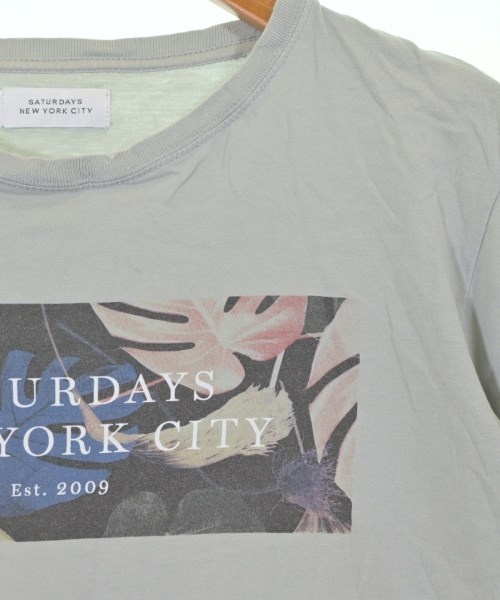 SATURDAYS
NEW YORK CITY
URDAYS
YORK CITY
Est. 2009